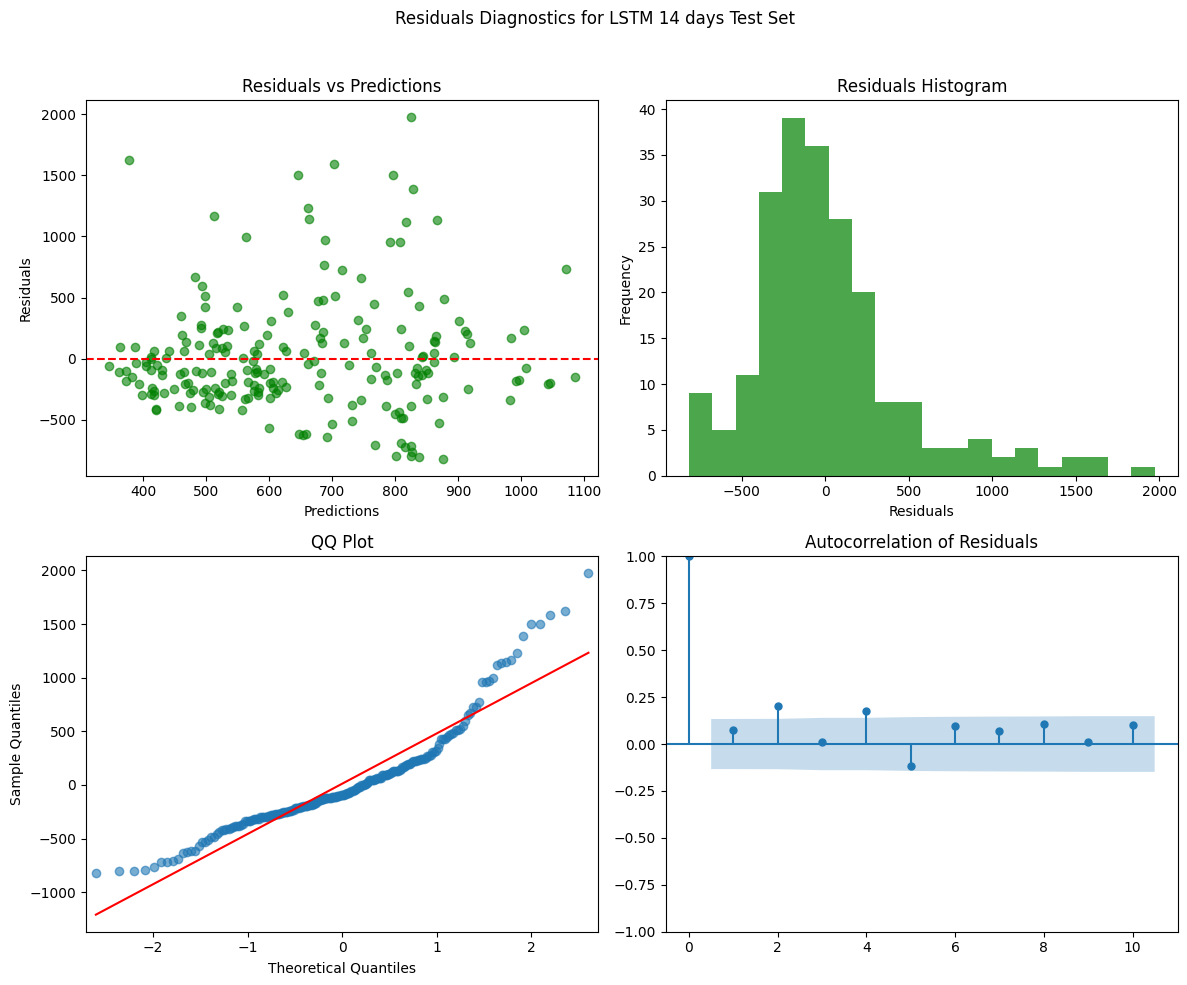 Residuals Diagnostics for LSTM 14 days Test Set
Residuals vs Predictions
2000
1500
1000
500
0
−500
Residuals
400 500 600 700 800 900 1000 1100
Predictions
Residuals Histogram
40
35
30
25
20
15
10
5
0
Frequency
−500 0 500 1000 1500 2000
Residuals
QQ Plot
2000
1500
1000
500
0
−500
−1000
Sample Quantiles
−2 −1 0 1 2
Theoretical Quantiles
Autocorrelation of Residuals
1.00
0.75
0.50
0.25
0.00
−0.25
−0.50
−0.75
−1.00
0 2 4 6 8 10